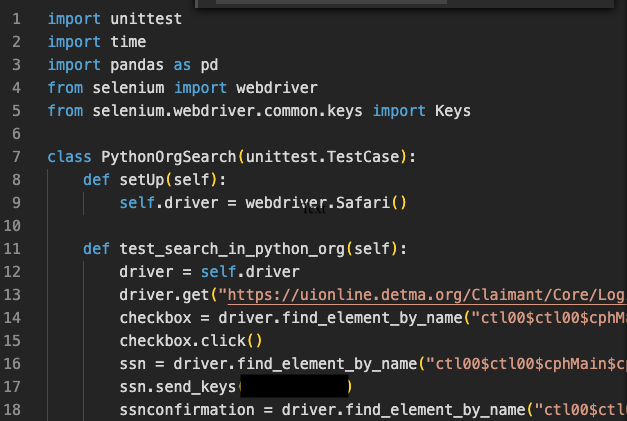 1 import unittest
2 import time
3 import pandas as pd
4 from selenium import webdriver
5 from selenium.webdriver.common.keys import Keys
6
7 class PythonOrgSearch(unittest.TestCase):
8 def setUp(self):
9 self.driver = webdriver.Safari()
Text
10
11 def test_search_in_python_org(self):
12 driver = self.driver
13 driver.get("https://uionline.detma.org/Claimant/Core/Log
14 checkbox = driver.find_element_by_name("ctl00$ctl00$cphMa
15 checkbox.click()
16 ssn = driver.find_element_by_name("ctl00$ctl00$cphMain$cp
17 ssn.send_keys( )
18 ssnconfirmation = driver.find_element_by_name("ctl00$ctl0